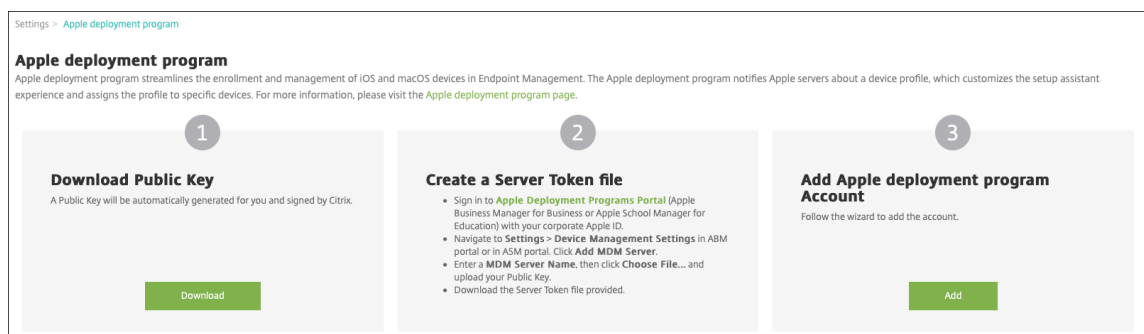 Settings > Apple deployment program
Apple deployment program
Apple deployment program streamlines the enrollment and management of iOS and macOS devices in Endpoint Management. The Apple deployment program notifies Apple servers about a device profile, which customizes the setup assistant
experience and assigns the profile to specific devices. For more information, please visit the Apple deployment program page.
1
Download Public Key
A Public Key will be automatically generated for you and signed by Citrix.
Download
2
Create a Server Token file
• Sign in to Apple Deployment Programs Portal (Apple
Business Manager for Business or Apple School Manager for
Education) with your corporate Apple ID.
• Navigate to Settings > Device Management Settings in ABM
portal or in ASM portal. Click Add MDM Server.
• Enter a MDM Server Name, then click Choose File... and
upload your Public Key.
• Download the Server Token file provided.
3
Add Apple deployment program
Account
Follow the wizard to add the account.
Add